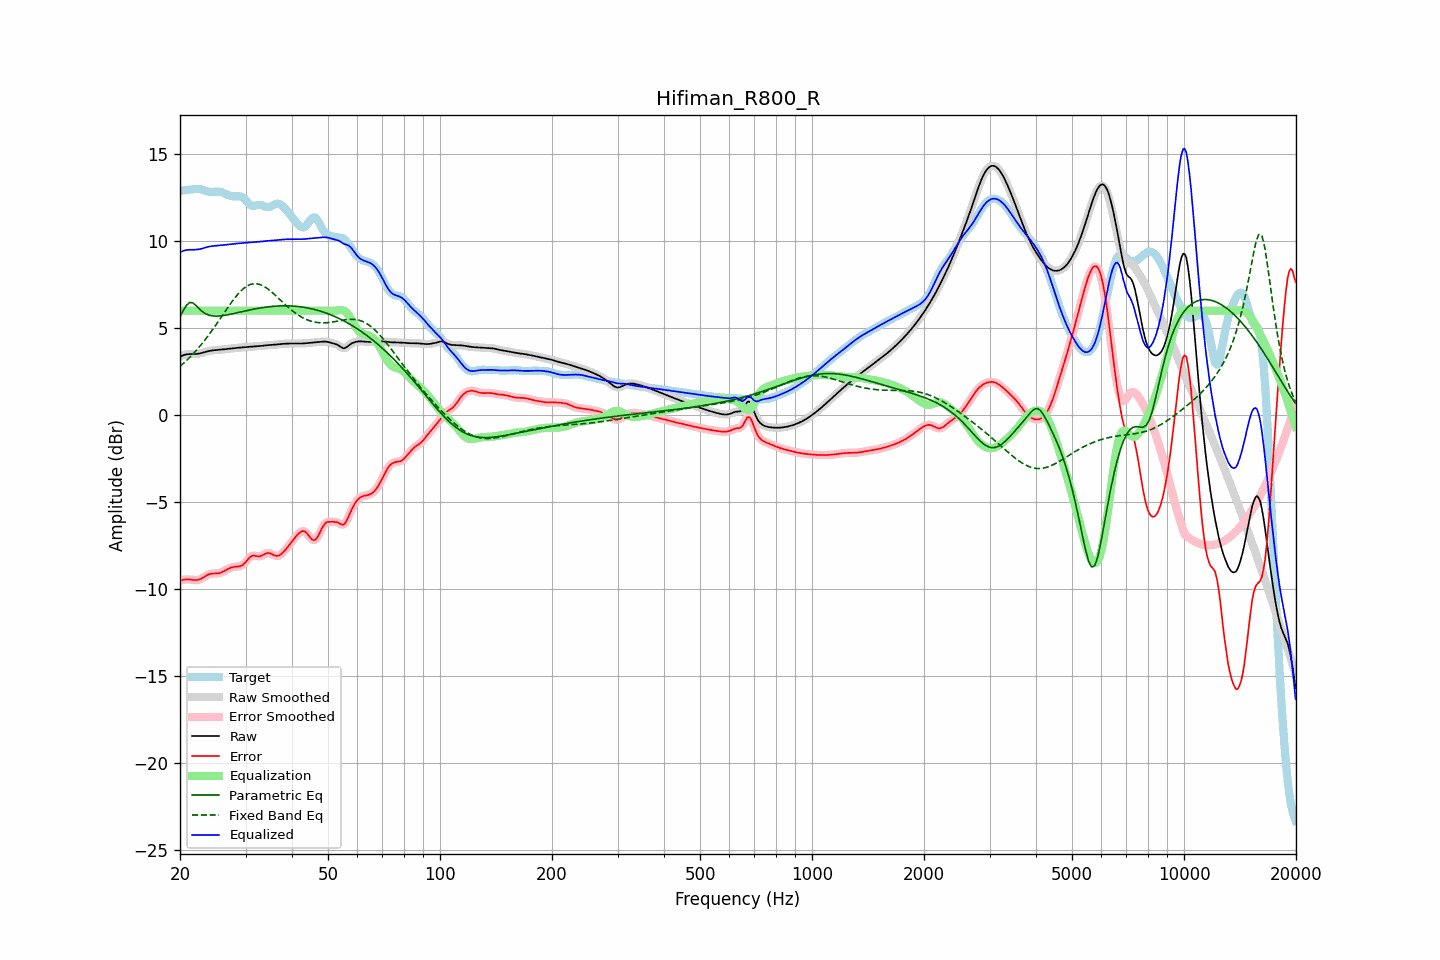 Hifiman_R800_R
Amplitude (dBr)
15
10
5
0
−5
−10
−15
−20
−25
Target
Raw Smoothed
Error Smoothed
Raw
Error
Equalization
Parametric Eq
Fixed Band Eq
Equalized
20 50 100 200 500 1000 2000 5000 10000 20000
Frequency (Hz)